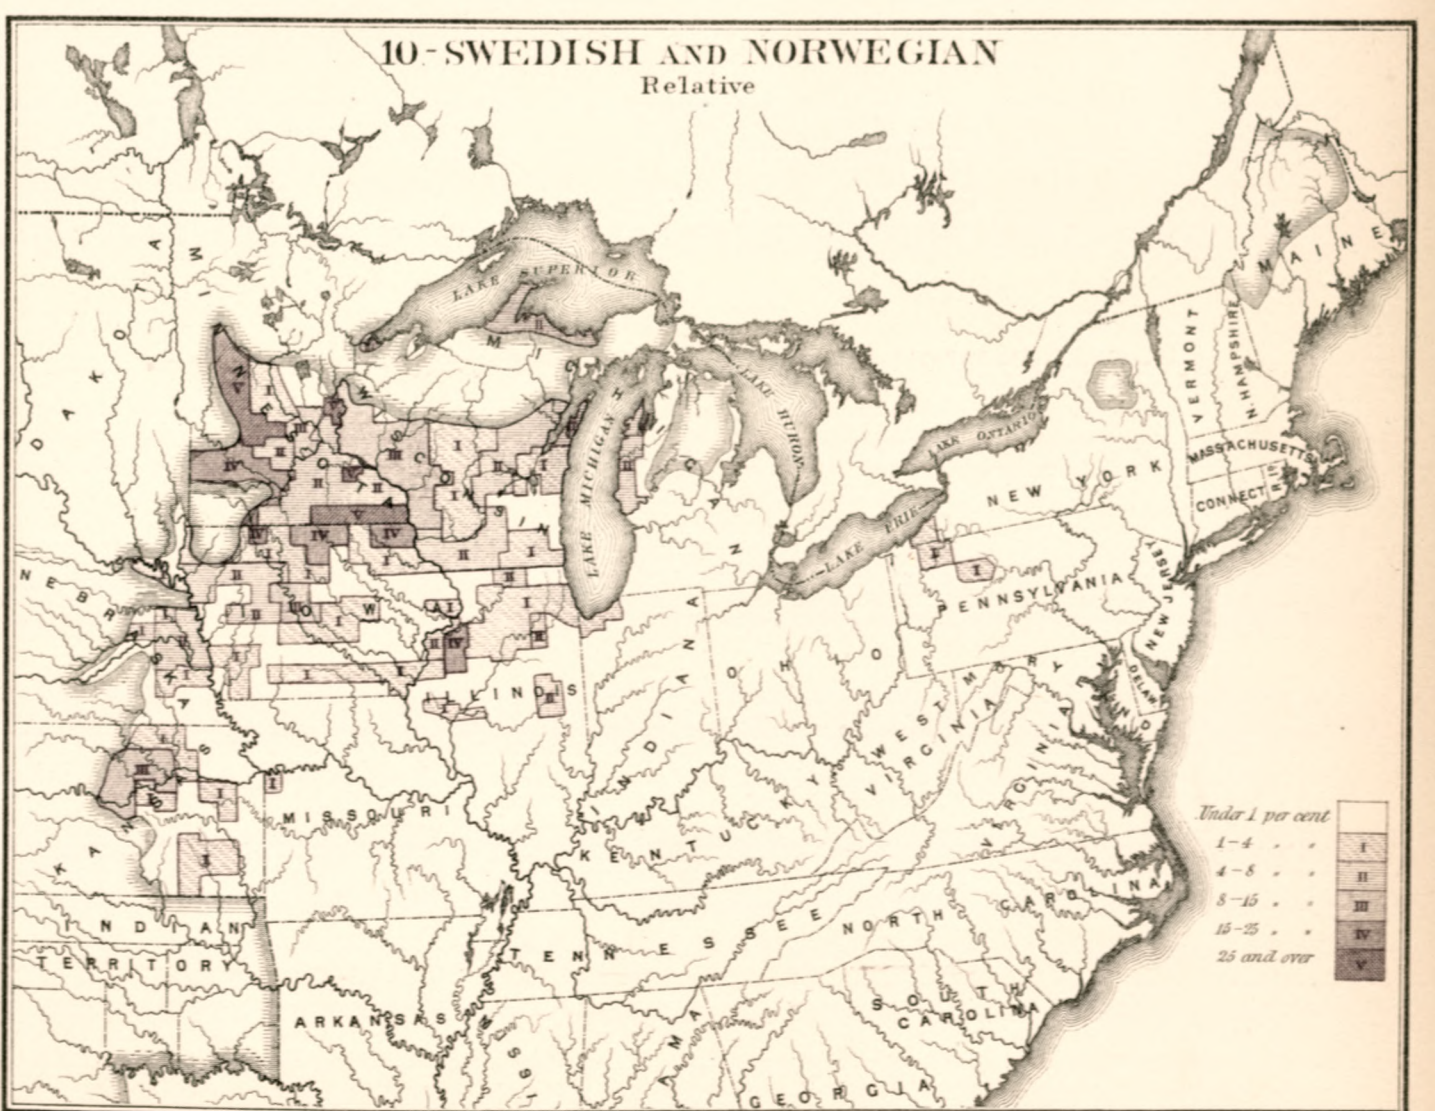 10-SWEDISH AND NORWEGIAN
Relative
DAKOTA
MINNESOTA
LAKE SUPERIOR
MICHIGAN
WISCONSIN
LAKE MICHIGAN
LAKE HURON
LAKE ONTARIO
LAKE ERIE
MAINE
VERMONT
N. HAMPSHIRE
MASSACHUSETTS
CONNECT
R.I.
NEW YORK
PENNSYLVANIA
NEW JERSEY
DELAW
MARYLAND
NEBRASKA
IOWA
ILLINOIS
INDIANA
OHIO
WEST
VIRGINIA
VIRGINIA
KENTUCKY
MISSOURI
KANSAS
INDIAN
TERRITORY
ARKANSAS
TENNESSEE
NORTH CAROLINA
SOUTH
CAROLINA
GEORGIA
ISSI
MA
Under 1 per cent
1-4 " " I
4-8 " " II
8-15 " " III
15-25 " " IV
25 and over V